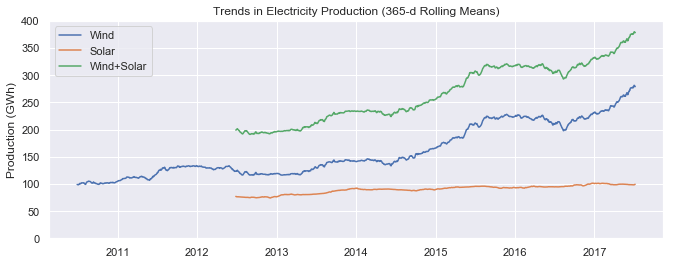 Trends in Electricity Production (365-d Rolling Means)
400
350
300
250
200
150
100
50
0
Production (GWh)
Wind
Solar
Wind+Solar
2011 2012 2013 2014 2015 2016 2017